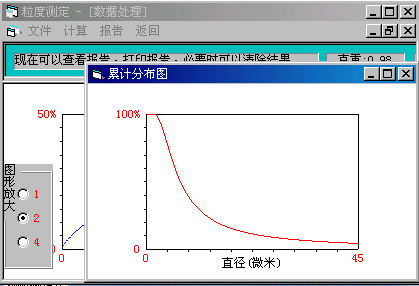 粒度测定 - [数据处理]
文件 计算 报告 返回
现在可以查看报告，打印报告，必要时可以清除结果
直重:0.98
累计分布图
50%
0
0
图形放大
1
2
4
100%
0
0
45
直径(微米)